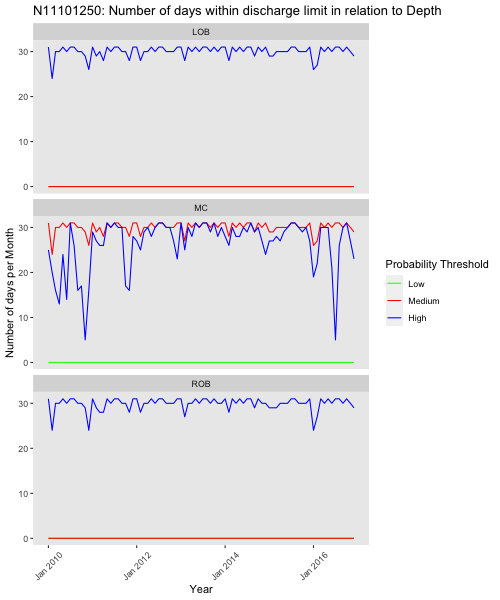 N11101250: Number of days within discharge limit in relation to Depth
LOB
30
20
10
0
MC
30
20
10
0
ROB
30
20
10
0
Number of days per Month
Jan 2010
Jan 2012
Jan 2014
Jan 2016
Year
Probability Threshold
Low
Medium
High